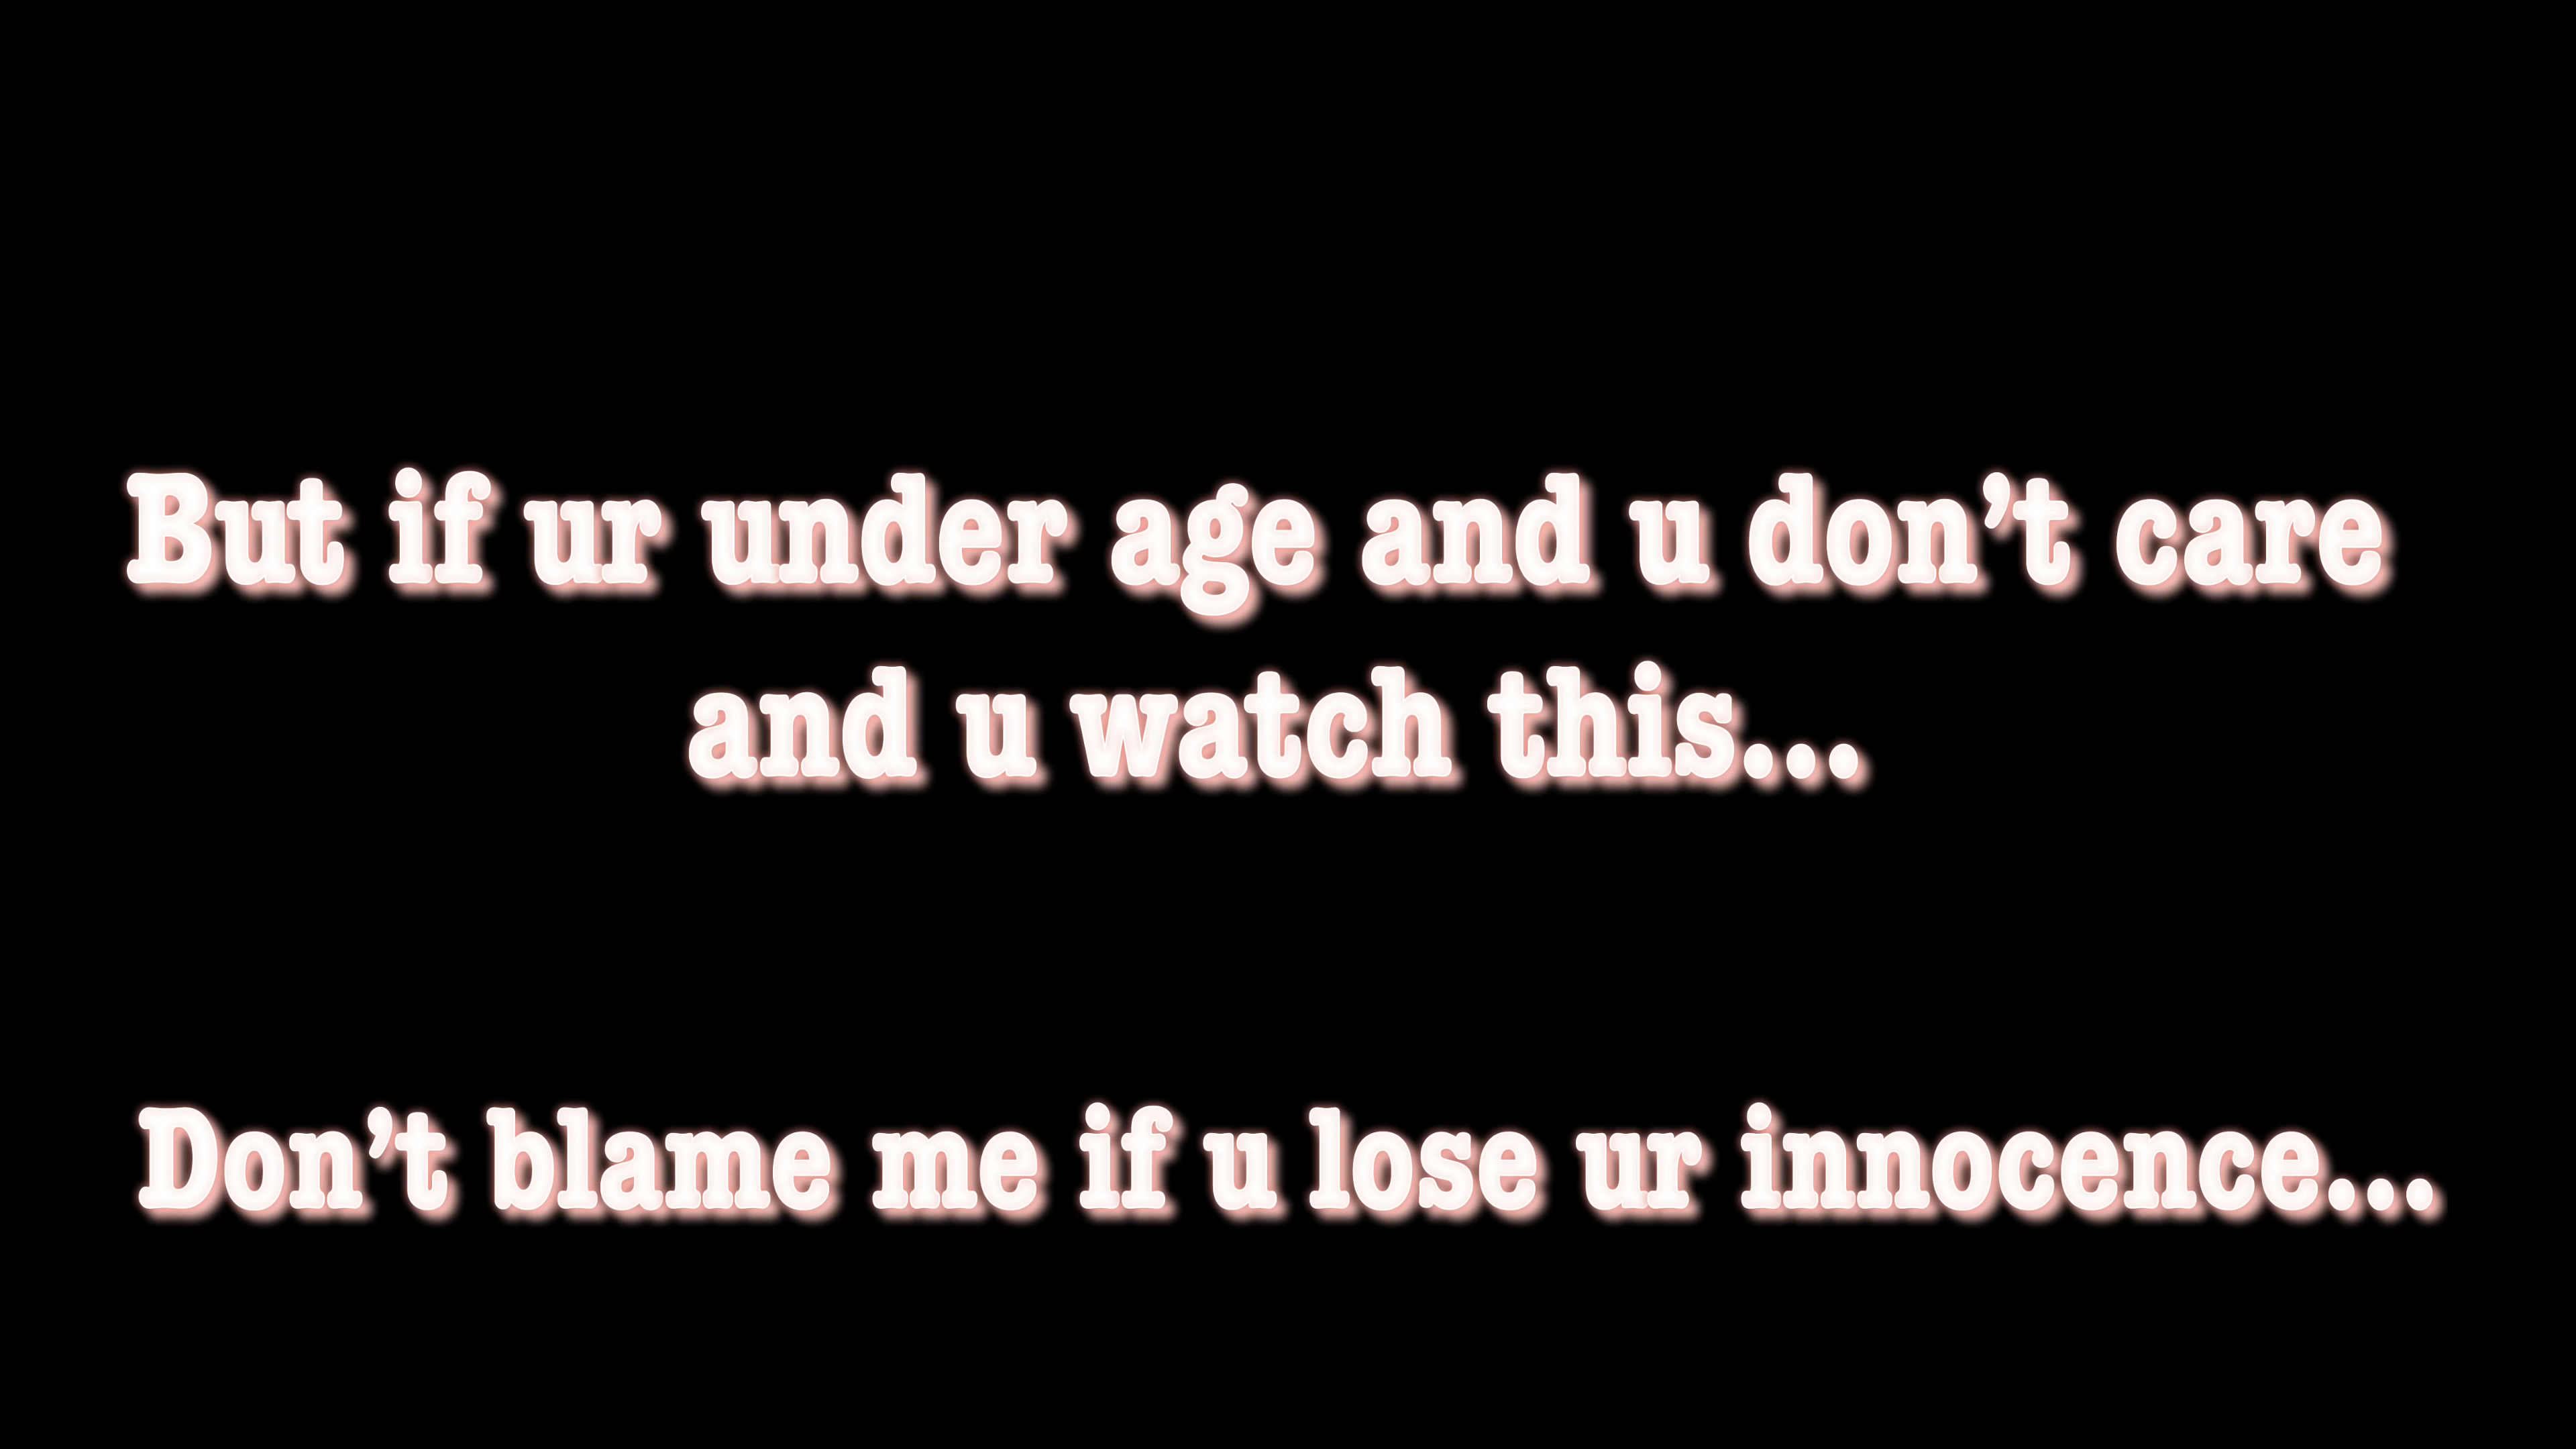 But if ur under age and u don’t care
and u watch this...
Don’t blame me if u lose ur innocence...